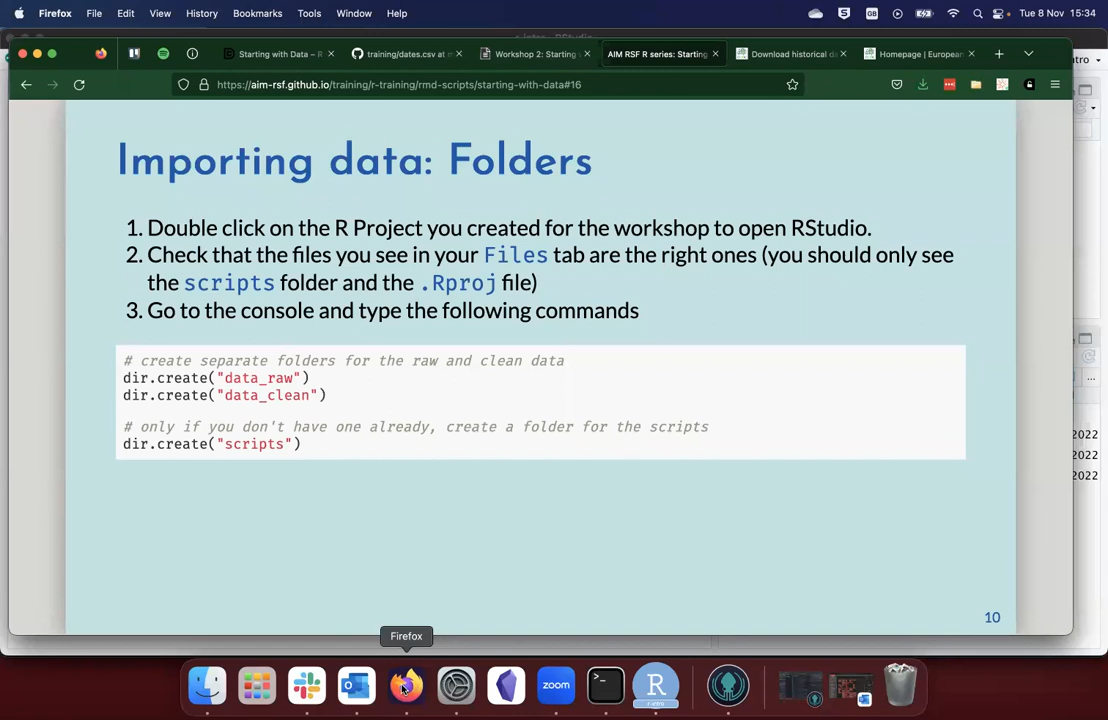 Firefox File Edit View History Bookmarks Tools Window Help
GB
Tue 8 Nov 15:34
Starting with Data – R
training/dates.csv at m
Workshop 2: Starting
AIM RSF R series: Starting
Download historical da
Homepage | European
https://aim-rsf.github.io/training/r-training/rmd-scripts/starting-with-data#16
Importing data: Folders
1. Double click on the R Project you created for the workshop to open RStudio.
2. Check that the files you see in your Files tab are the right ones (you should only see
the scripts folder and the .Rproj file)
3. Go to the console and type the following commands
# create separate folders for the raw and clean data
dir.create("data_raw")
dir.create("data_clean")
# only if you don't have one already, create a folder for the scripts
dir.create("scripts")
2022
2022
2022
10
Firefox
zoom
R